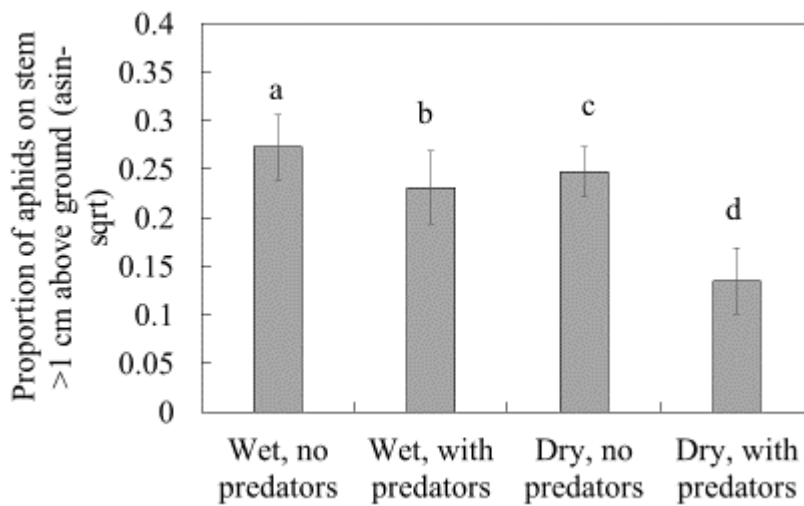 Proportion of aphids on stem
>1 cm above ground (asin-
sqrt)
0.4
0.35
0.3
0.25
0.2
0.15
0.1
0.05
0
a
b
c
d
Wet, no
predators
Wet, with
predators
Dry, no
predators
Dry, with
predators